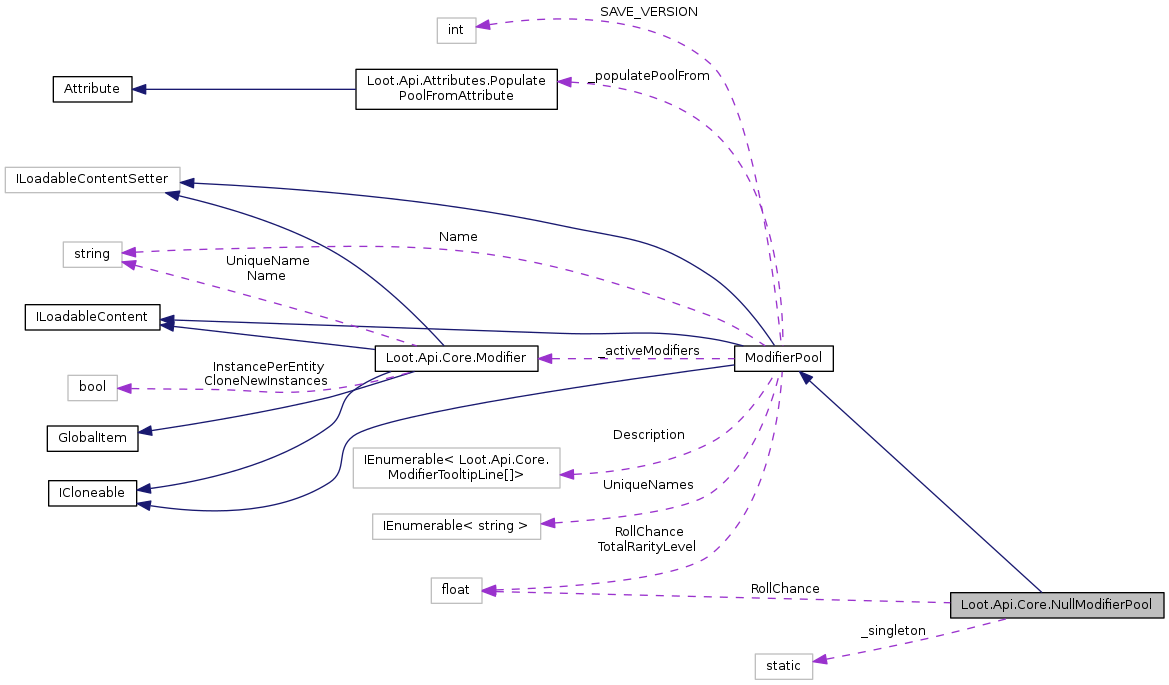 SAVE_VERSION
int
Loot.Api.Attributes.Populate
PoolFromAttribute
_populatePoolFrom
Attribute
ILoadableContentSetter
Name
string
UniqueName
Name
ILoadableContent
Loot.Api.Core.Modifier
_activeModifiers
ModifierPool
InstancePerEntity
CloneNewInstances
bool
GlobalItem
Description
IEnumerable< Loot.Api.Core.
ModifierTooltipLine[]>
ICloneable
UniqueNames
IEnumerable< string >
RollChance
TotalRarityLevel
float
RollChance
Loot.Api.Core.NullModifierPool
_singleton
static